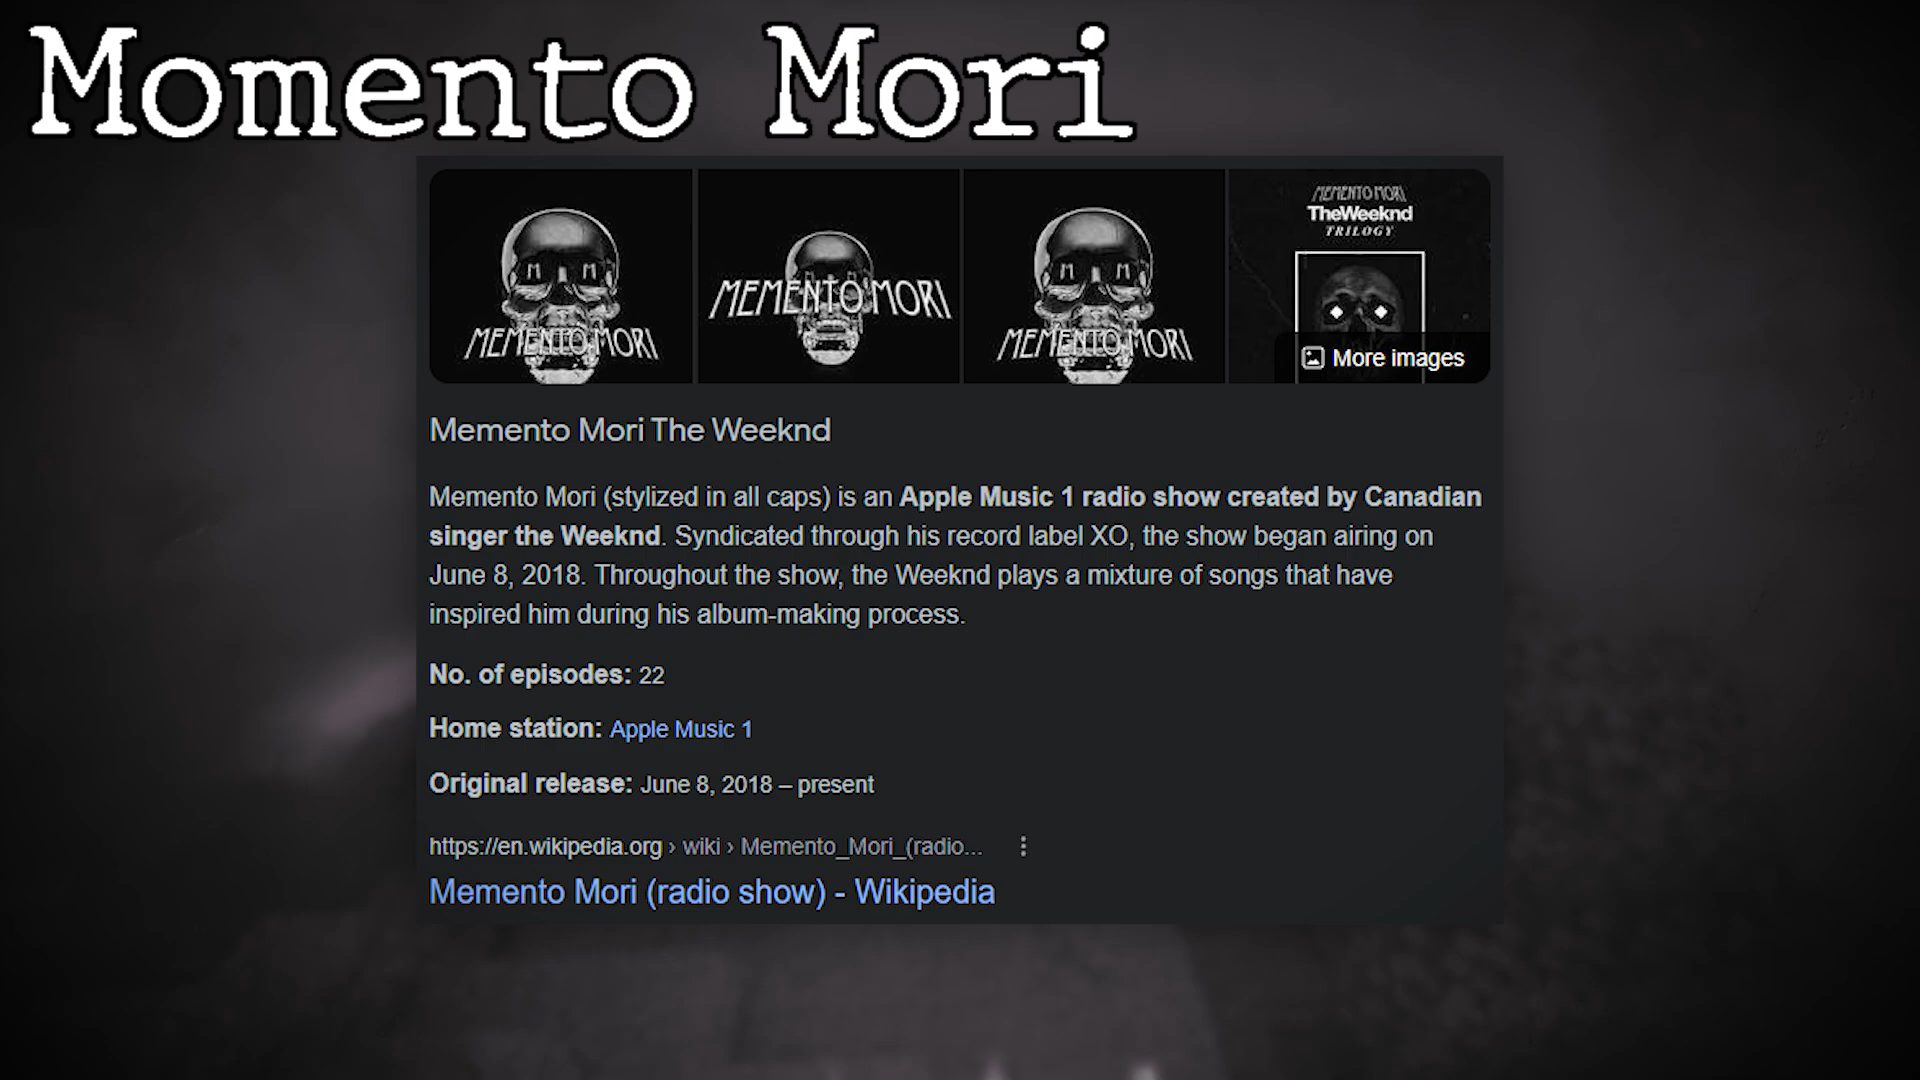 Momento Mori
MEMENTO MORI
MEMENTO MORI
MEMENTO MORI
MEMENTO MORI
TheWeeknd
TRILOGY
More images
Memento Mori The Weeknd
Memento Mori (stylized in all caps) is an Apple Music 1 radio show created by Canadian
singer the Weeknd. Syndicated through his record label XO, the show began airing on
June 8, 2018. Throughout the show, the Weeknd plays a mixture of songs that have
inspired him during his album-making process.
No. of episodes: 22
Home station: Apple Music 1
Original release: June 8, 2018 – present
https://en.wikipedia.org › wiki › Memento_Mori_(radio...
Memento Mori (radio show) - Wikipedia